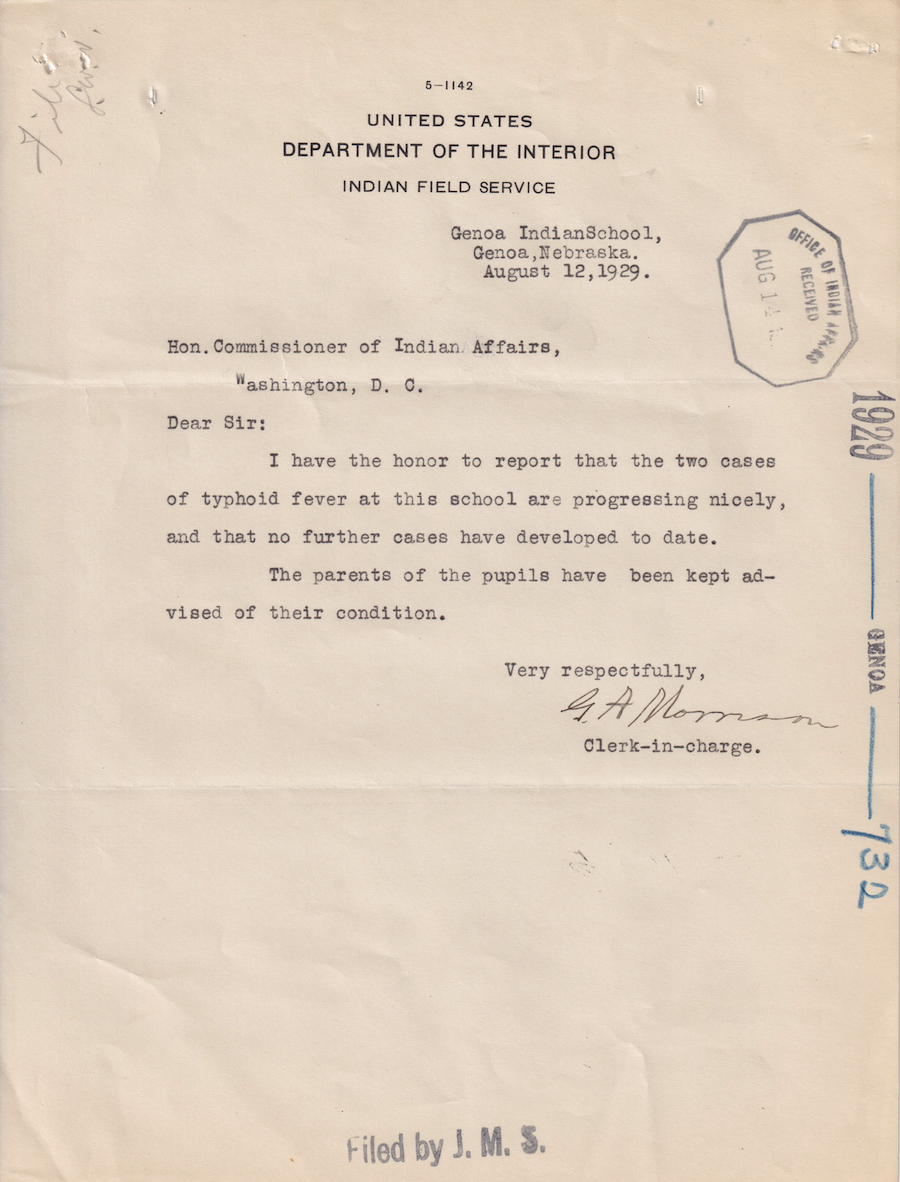 File
5-1142
UNITED STATES
DEPARTMENT OF THE INTERIOR
INDIAN FIELD SERVICE
Genoa IndianSchool,
Genoa,Nebraska.
August 12,1929.
OFFICE OF INDIAN AFFAIRS
RECEIVED
AUG 14
Hon.Commissioner of Indian Affairs,
Washington, D. C.
Dear Sir:
I have the honor to report that the two cases
of typhoid fever at this school are progressing nicely,
and that no further cases have developed to date.
The parents of the pupils have been kept ad-
vised of their condition.
Very respectfully,
G. A Morrison
Clerk-in-charge.
1929 — GENOA — 732
Filed by J. M. S.